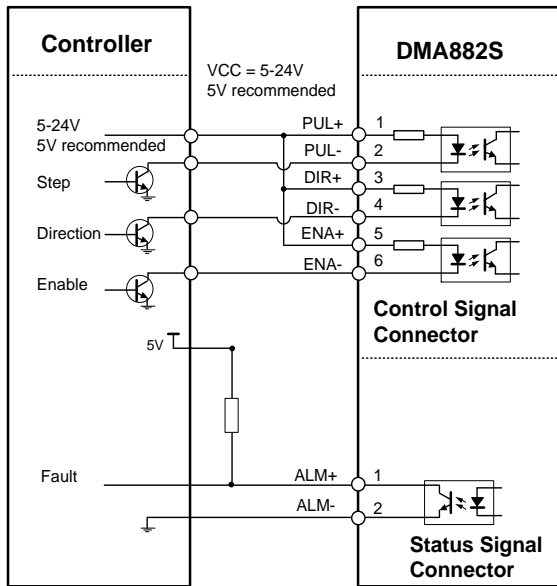 Controller
DMA882S
VCC = 5-24V
5V recommended
5-24V
5V recommended
Step
Direction
Enable
PUL+
1
PUL-
2
DIR+
3
DIR-
4
ENA+
5
ENA-
6
Control Signal
Connector
5V
Fault
ALM+
1
ALM-
2
Status Signal
Connector